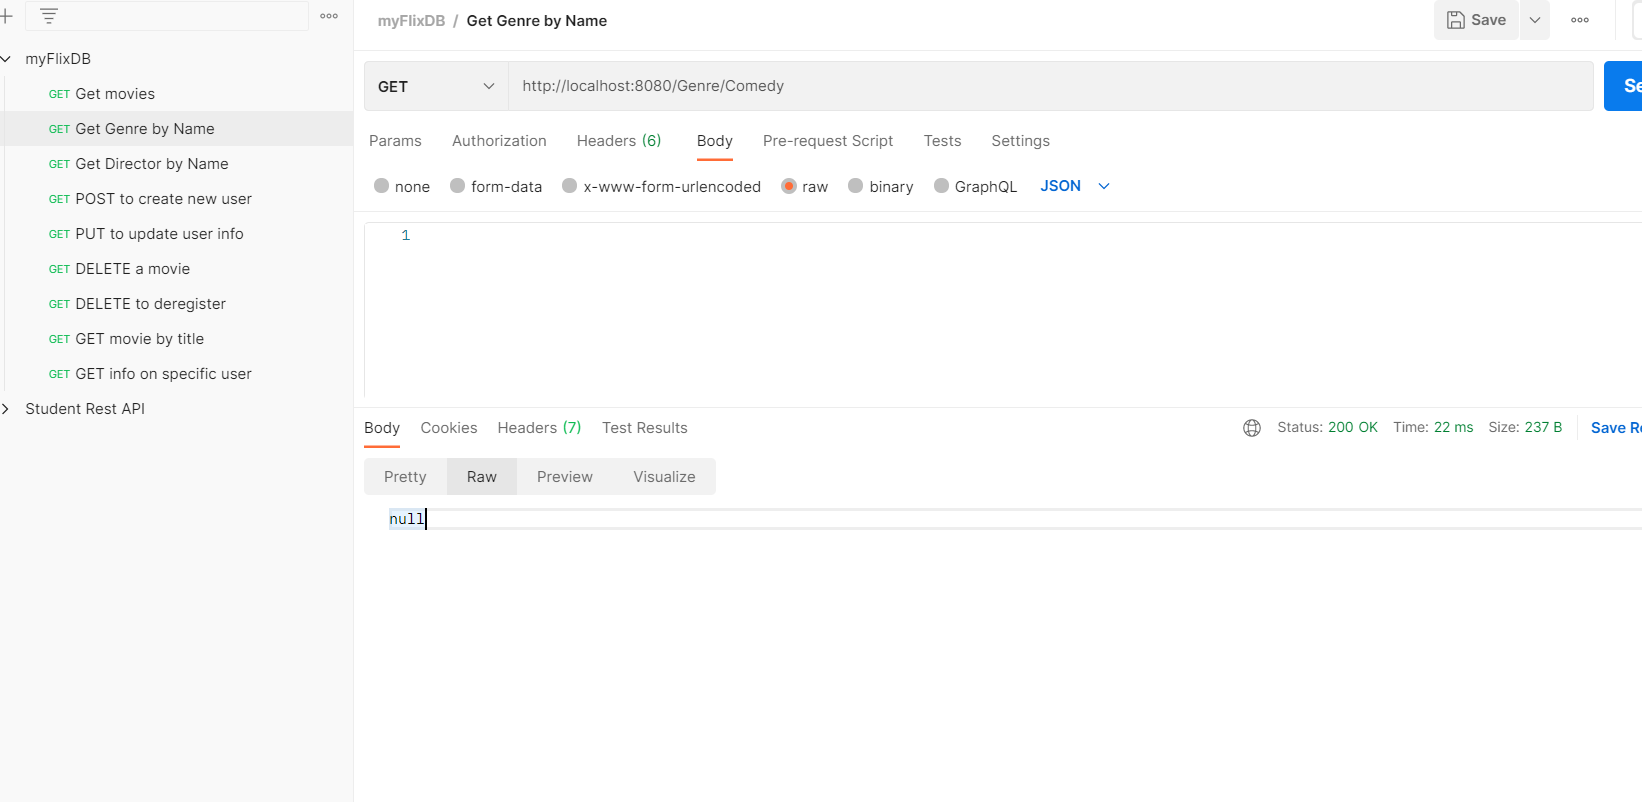 myFlixDB / Get Genre by Name
Save
myFlixDB
GET Get movies
GET Get Genre by Name
GET Get Director by Name
GET POST to create new user
GET PUT to update user info
GET DELETE a movie
GET DELETE to deregister
GET GET movie by title
GET GET info on specific user
Student Rest API
GET http://localhost:8080/Genre/Comedy
Se
Params Authorization Headers (6) Body Pre-request Script Tests Settings
none form-data x-www-form-urlencoded raw binary GraphQL JSON
1
Body Cookies Headers (7) Test Results Status: 200 OK Time: 22 ms Size: 237 B Save Re
Pretty Raw Preview Visualize
null